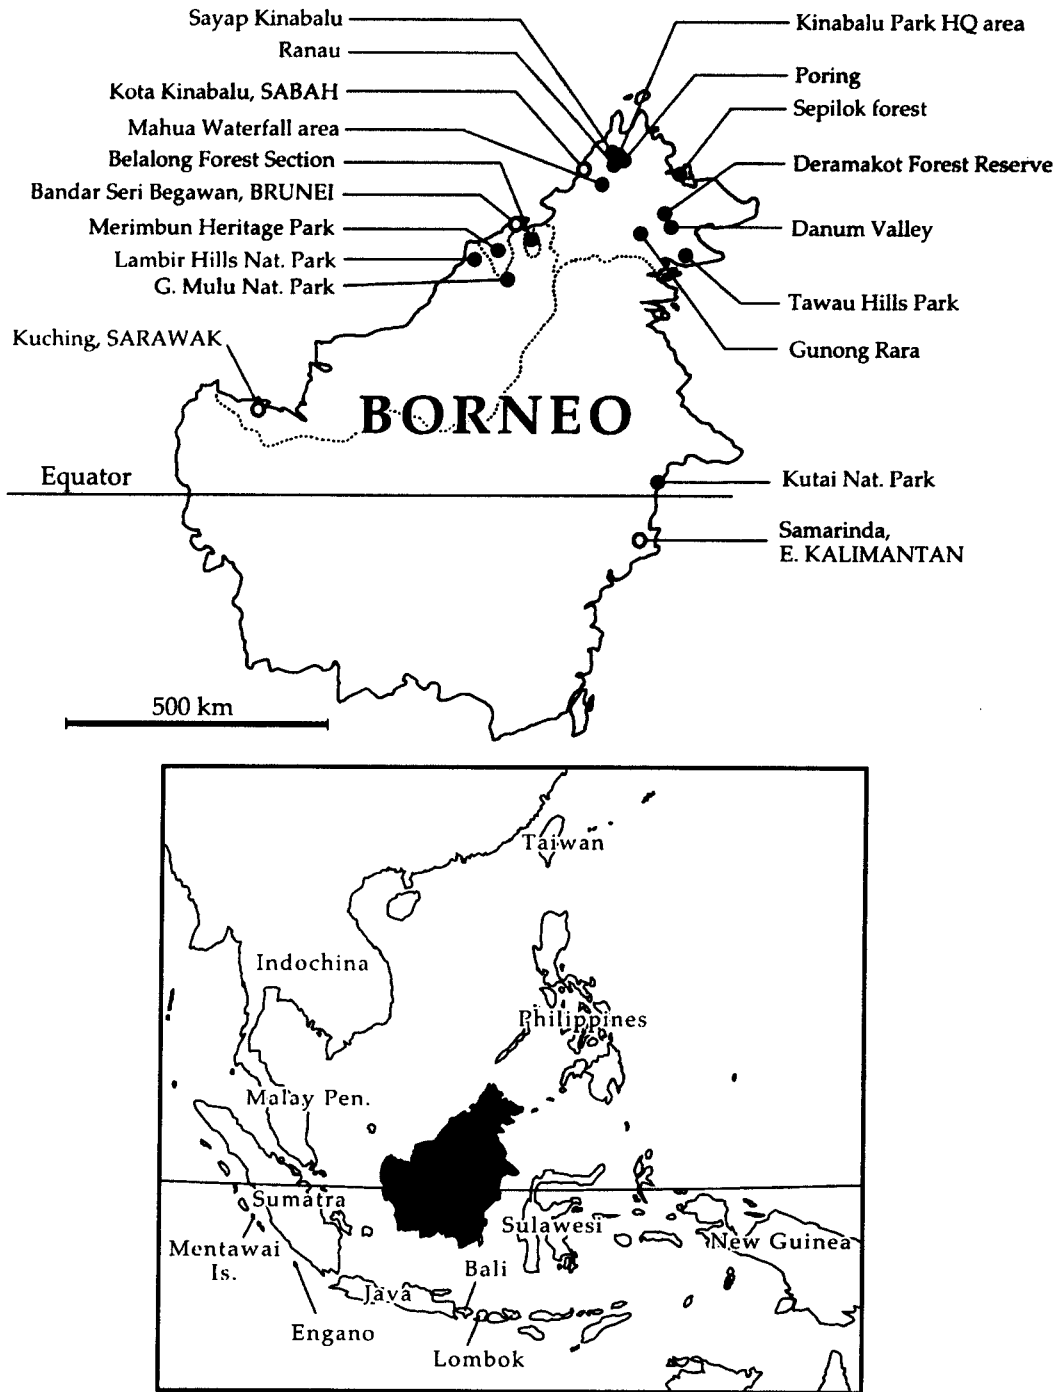 Sayap Kinabalu
Ranau
Kota Kinabalu, SABAH
Mahua Waterfall area
Belalong Forest Section
Bandar Seri Begawan, BRUNEI
Merimbun Heritage Park
Lambir Hills Nat. Park
G. Mulu Nat. Park
Kuching, SARAWAK
Kinabalu Park HQ area
Poring
Sepilok forest
Deramakot Forest Reserve
Danum Valley
Tawau Hills Park
Gunong Rara
BORNEO
Equator
Kutai Nat. Park
Samarinda,
E. KALIMANTAN
500 km
Taiwan
Indochina
Philippines
Malay Pen.
Sumatra
Sulawesi
New Guinea
Mentawai
Is.
Bali
Java
Engano
Lombok